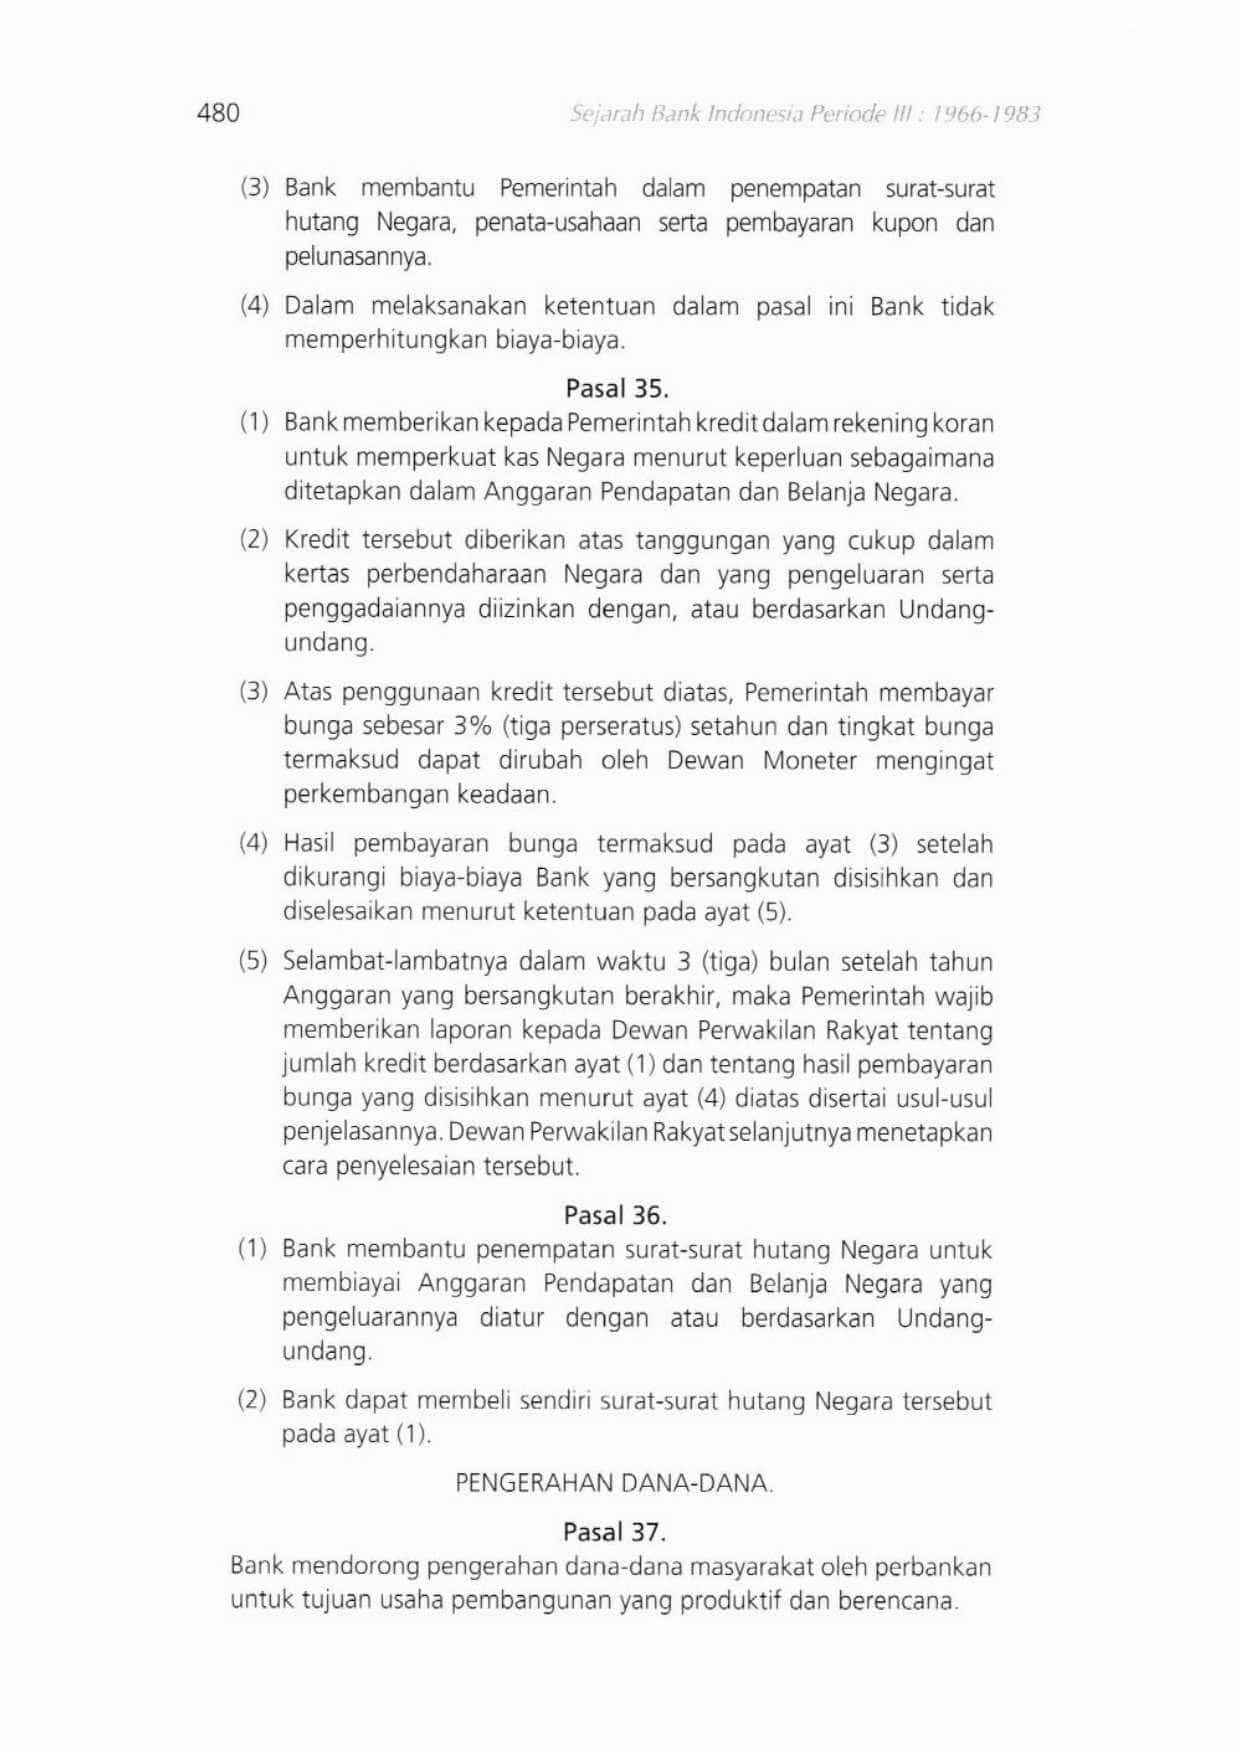 480
Sejarah Bank Indonesia Periode III : 1966-1983
(3) Bank membantu Pemerintah dalam penempatan surat-surat
hutang Negara, penata-usahaan serta pembayaran kupon dan
pelunasannya.
(4) Dalam melaksanakan ketentuan dalam pasal ini Bank tidak
memperhitungkan biaya-biaya.
Pasal 35.
(1) Bank memberikan kepada Pemerintah kredit dalam rekening koran
untuk memperkuat kas Negara menurut keperluan sebagaimana
ditetapkan dalam Anggaran Pendapatan dan Belanja Negara.
(2) Kredit tersebut diberikan atas tanggungan yang cukup dalam
kertas perbendaharaan Negara dan yang pengeluaran serta
penggadaiannya diizinkan dengan, atau berdasarkan Undang-
undang.
(3) Atas penggunaan kredit tersebut diatas, Pemerintah membayar
bunga sebesar 3% (tiga perseratus) setahun dan tingkat bunga
termaksud dapat dirubah oleh Dewan Moneter mengingat
perkembangan keadaan.
(4) Hasil pembayaran bunga termaksud pada ayat (3) setelah
dikurangi biaya-biaya Bank yang bersangkutan disisihkan dan
diselesaikan menurut ketentuan pada ayat (5).
(5) Selambat-lambatnya dalam waktu 3 (tiga) bulan setelah tahun
Anggaran yang bersangkutan berakhir, maka Pemerintah wajib
memberikan laporan kepada Dewan Perwakilan Rakyat tentang
jumlah kredit berdasarkan ayat (1) dan tentang hasil pembayaran
bunga yang disisihkan menurut ayat (4) diatas disertai usul-usul
penjelasannya. Dewan Perwakilan Rakyat selanjutnya menetapkan
cara penyelesaian tersebut.
Pasal 36.
(1) Bank membantu penempatan surat-surat hutang Negara untuk
membiayai Anggaran Pendapatan dan Belanja Negara yang
pengeluarannya diatur dengan atau berdasarkan Undang-
undang.
(2) Bank dapat membeli sendiri surat-surat hutang Negara tersebut
pada ayat (1).
PENGERAHAN DANA-DANA.
Pasal 37.
Bank mendorong pengerahan dana-dana masyarakat oleh perbankan
untuk tujuan usaha pembangunan yang produktif dan berencana.